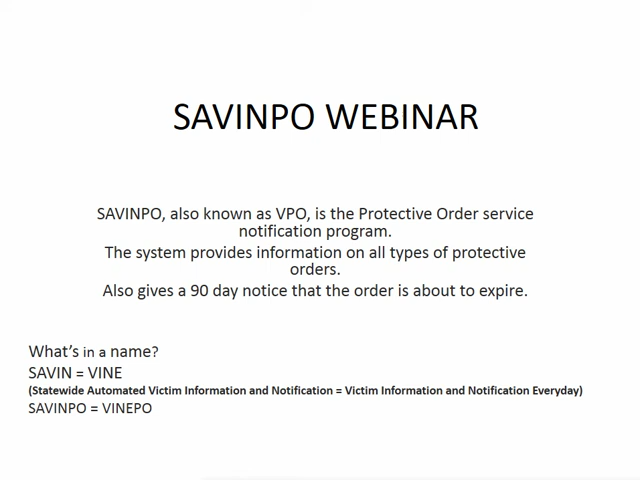 SAVINPO WEBINAR
SAVINPO, also known as VPO, is the Protective Order service
notification program.
The system provides information on all types of protective
orders.
Also gives a 90 day notice that the order is about to expire.
What's in a name?
SAVIN = VINE
(Statewide Automated Victim Information and Notification = Victim Information and Notification Everyday)
SAVINPO = VINEPO